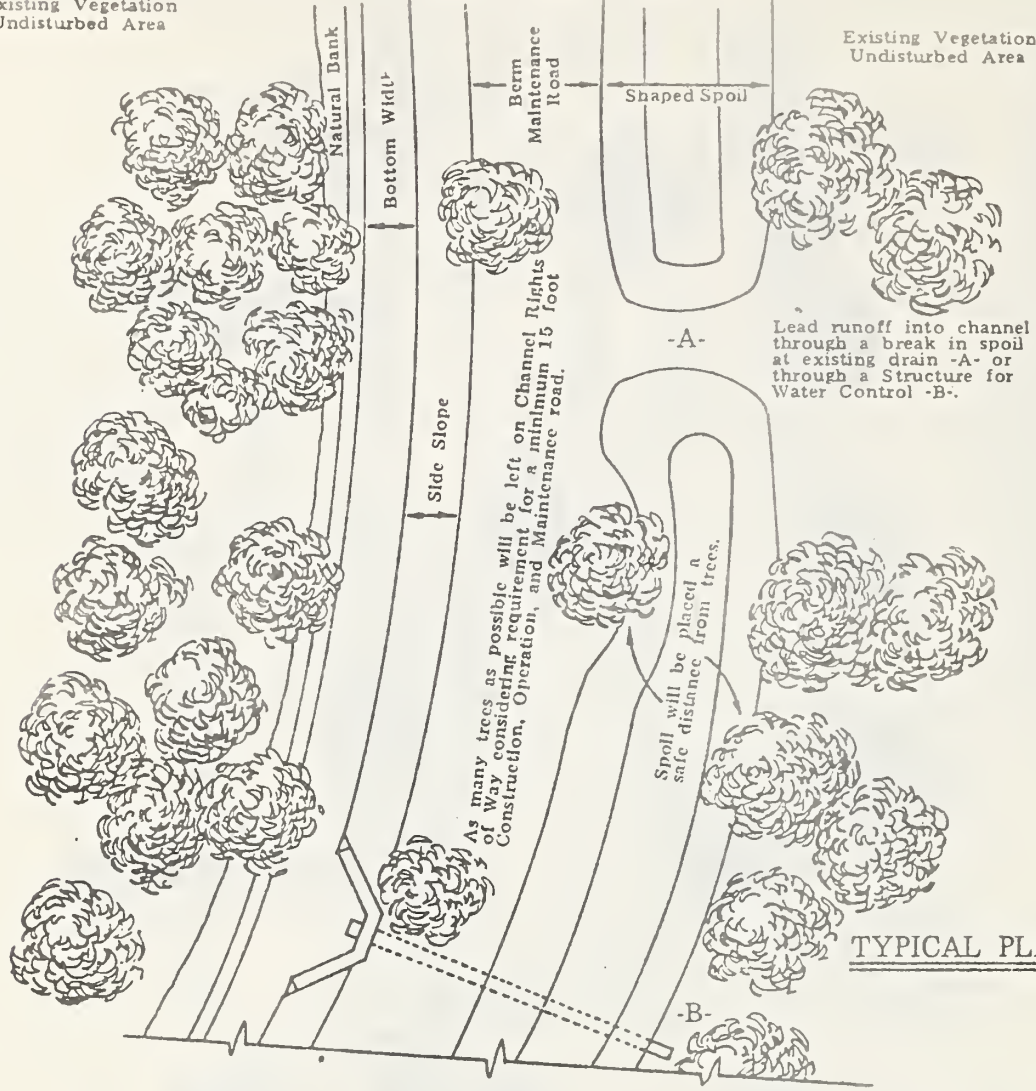 xisting Vegetation
Undisturbed Area
Existing Vegetation
Undisturbed Area
Natural Bank
Bottom Width
Berm
Maintenance
Road
Shaped Spoil
Side Slope
As many trees as possible will be left on Channel Rights
of Way considering requirement for a minimum 15 foot
Construction, Operation, and Maintenance road.
-A-
Lead runoff into channel
through a break in spoil
at existing drain -A- or
through a Structure for
Water Control -B-.
Spoil will be placed a
safe distance from trees.
TYPICAL PL
-B-